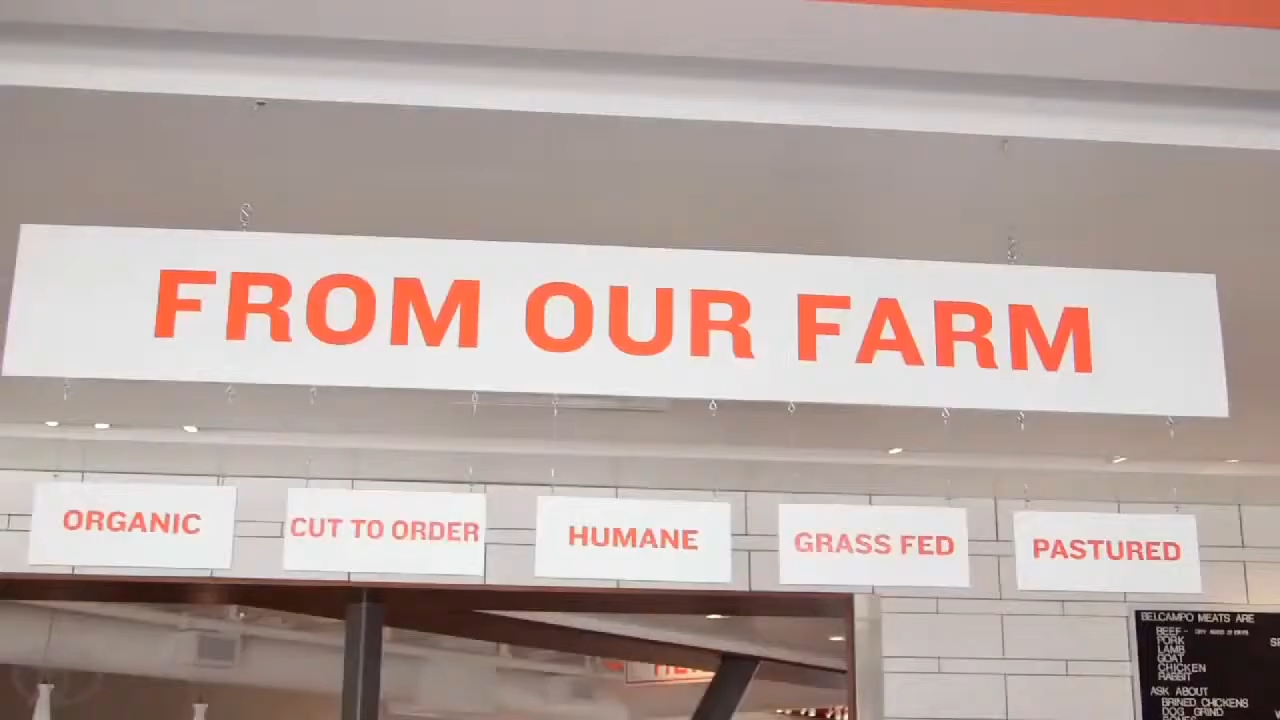 FROM OUR FARM
ORGANIC
CUT TO ORDER
HUMANE
GRASS FED
PASTURED
BELCAMPO MEATS ARE
BEEF -
PORK
LAMB
GOAT
CHICKEN
RABBIT
ASK ABOUT
BRINED CHICKENS
DOG GRIND